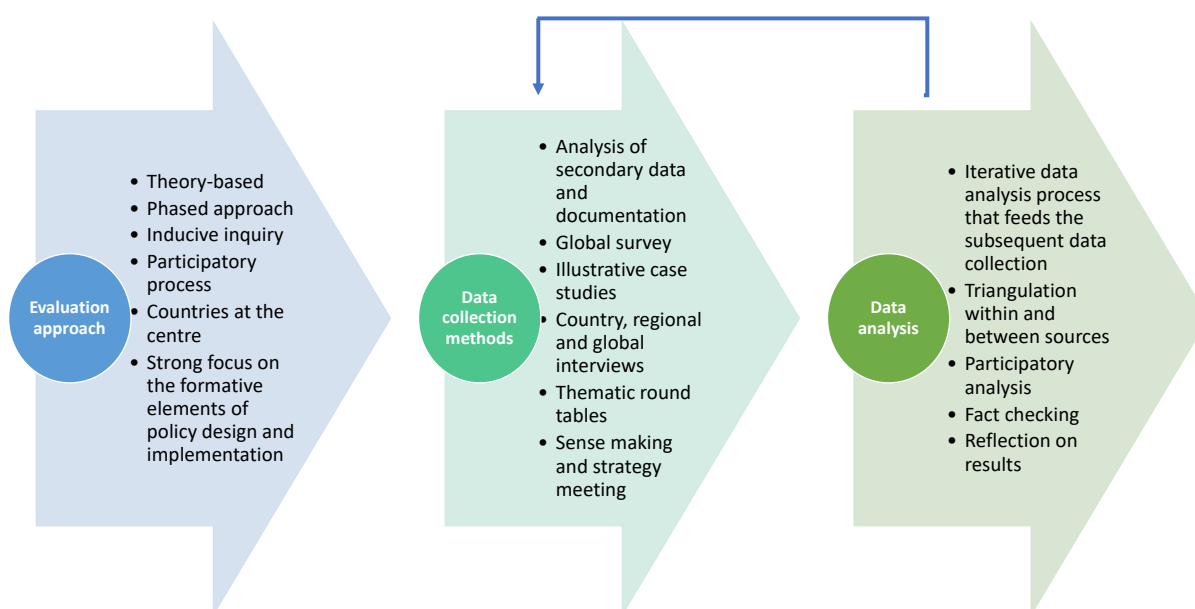 Evaluation
approach
• Theory-based
• Phased approach
• Inducive inquiry
• Participatory
process
• Countries at the
centre
• Strong focus on
the formative
elements of
policy design and
implementation
Data
collection
methods
• Analysis of
secondary data
and
documentation
• Global survey
• Illustrative case
studies
• Country, regional
and global
interviews
• Thematic round
tables
• Sense making
and strategy
meeting
Data
analysis
• Iterative data
analysis process
that feeds the
subsequent data
collection
• Triangulation
within and
between sources
• Participatory
analysis
• Fact checking
• Reflection on
results